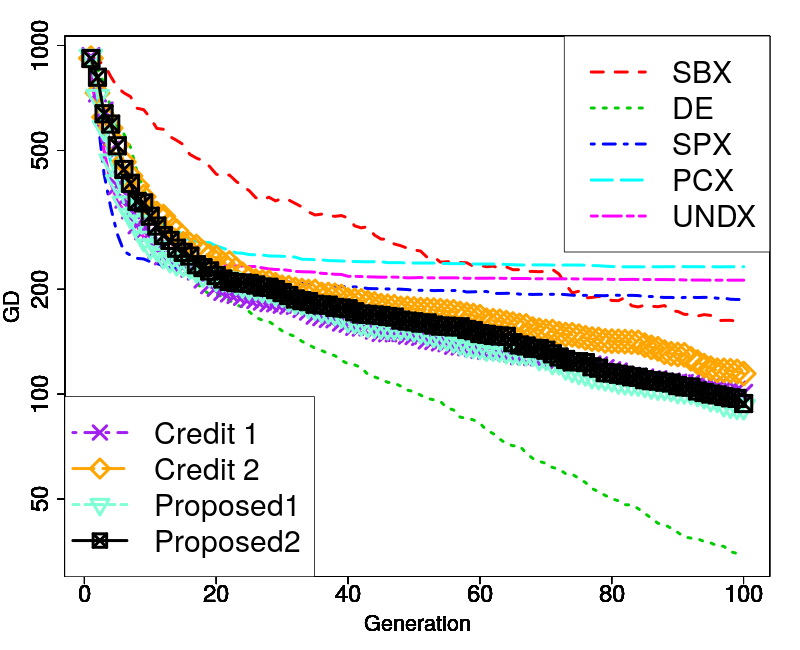 1000
500
200
100
50
GD
SBX
DE
SPX
PCX
UNDX
Credit 1
Credit 2
Proposed1
Proposed2
0 20 40 60 80 100
Generation